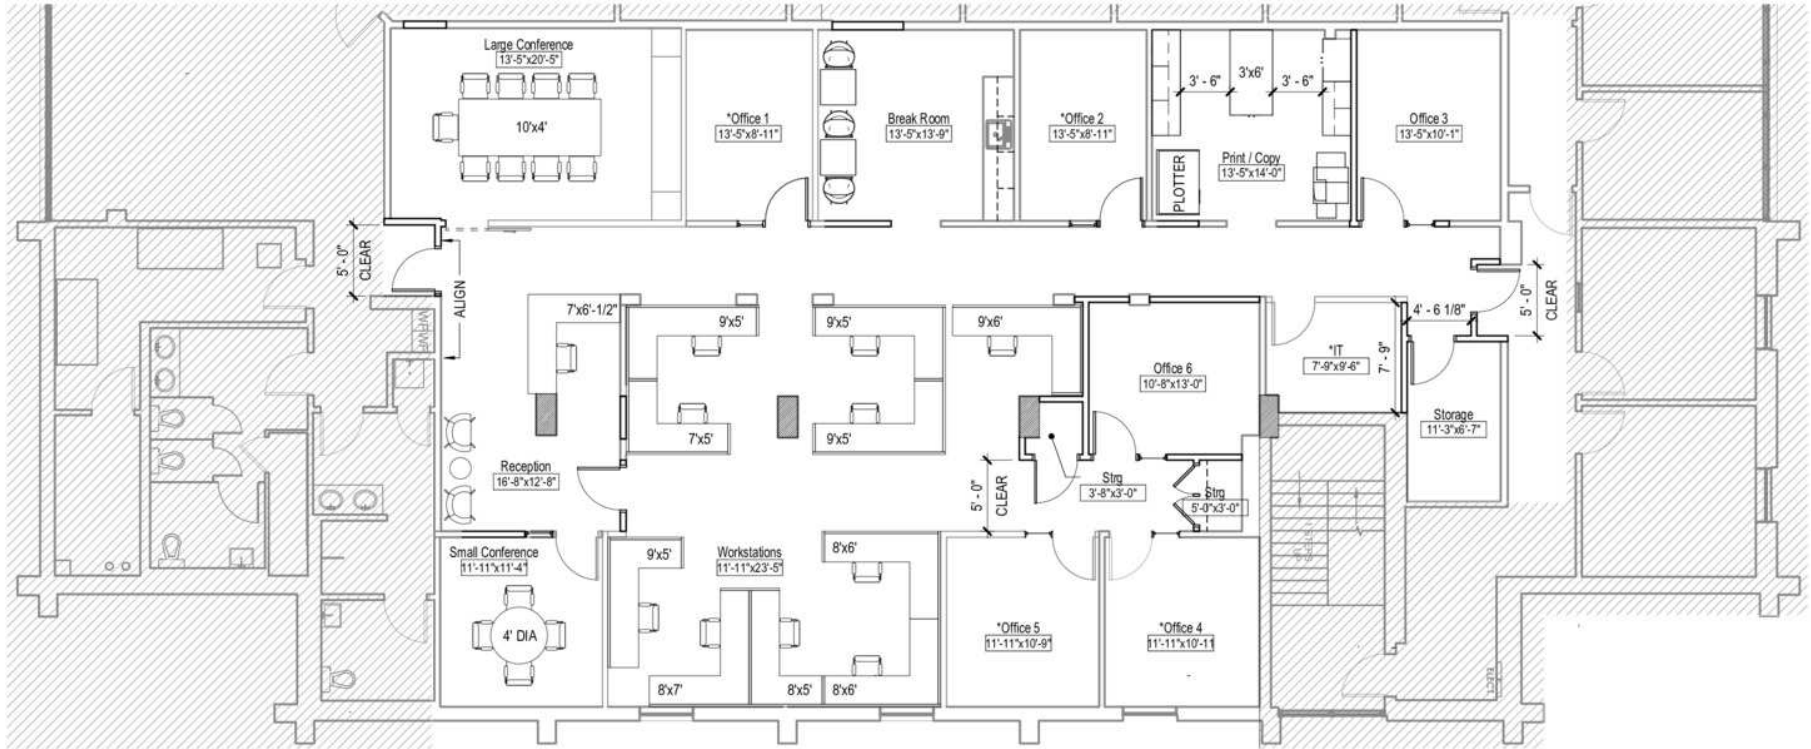 Large Conference
13'-5"x20'-5"
10'x4'
*Office 1
13'-5"x8'-11"
Break Room
13'-5"x13'-9"
*Office 2
13'-5"x8'-11"
3' - 6"
3'x6'
3' - 6"
Print / Copy
13'-5"x14'-0"
PLOTTER
Office 3
13'-5"x10'-1"
5' - 0"
CLEAR
ALIGN
7'x6'-1/2"
9'x5'
9'x5'
9'x6'
7'x5'
9'x5'
Office 6
10'-8"x13'-0"
*IT
7'-9"x9'-6"
7' - 9"
4' - 6 1/8"
5' - 0"
CLEAR
Storage
11'-3"x6'-7"
Reception
16'-8"x12'-8"
5' - 0"
CLEAR
Strg
3'-8"x3'-0"
Strg
5'-0"x3'-0"
Small Conference
11'-11"x11'-4"
4' DIA
9'x5'
Workstations
11'-11"x23'-5"
8'x6'
8'x7'
8'x5'
8'x6'
*Office 5
11'-11"x10'-9"
*Office 4
11'-11"x10'-11
ELECT.